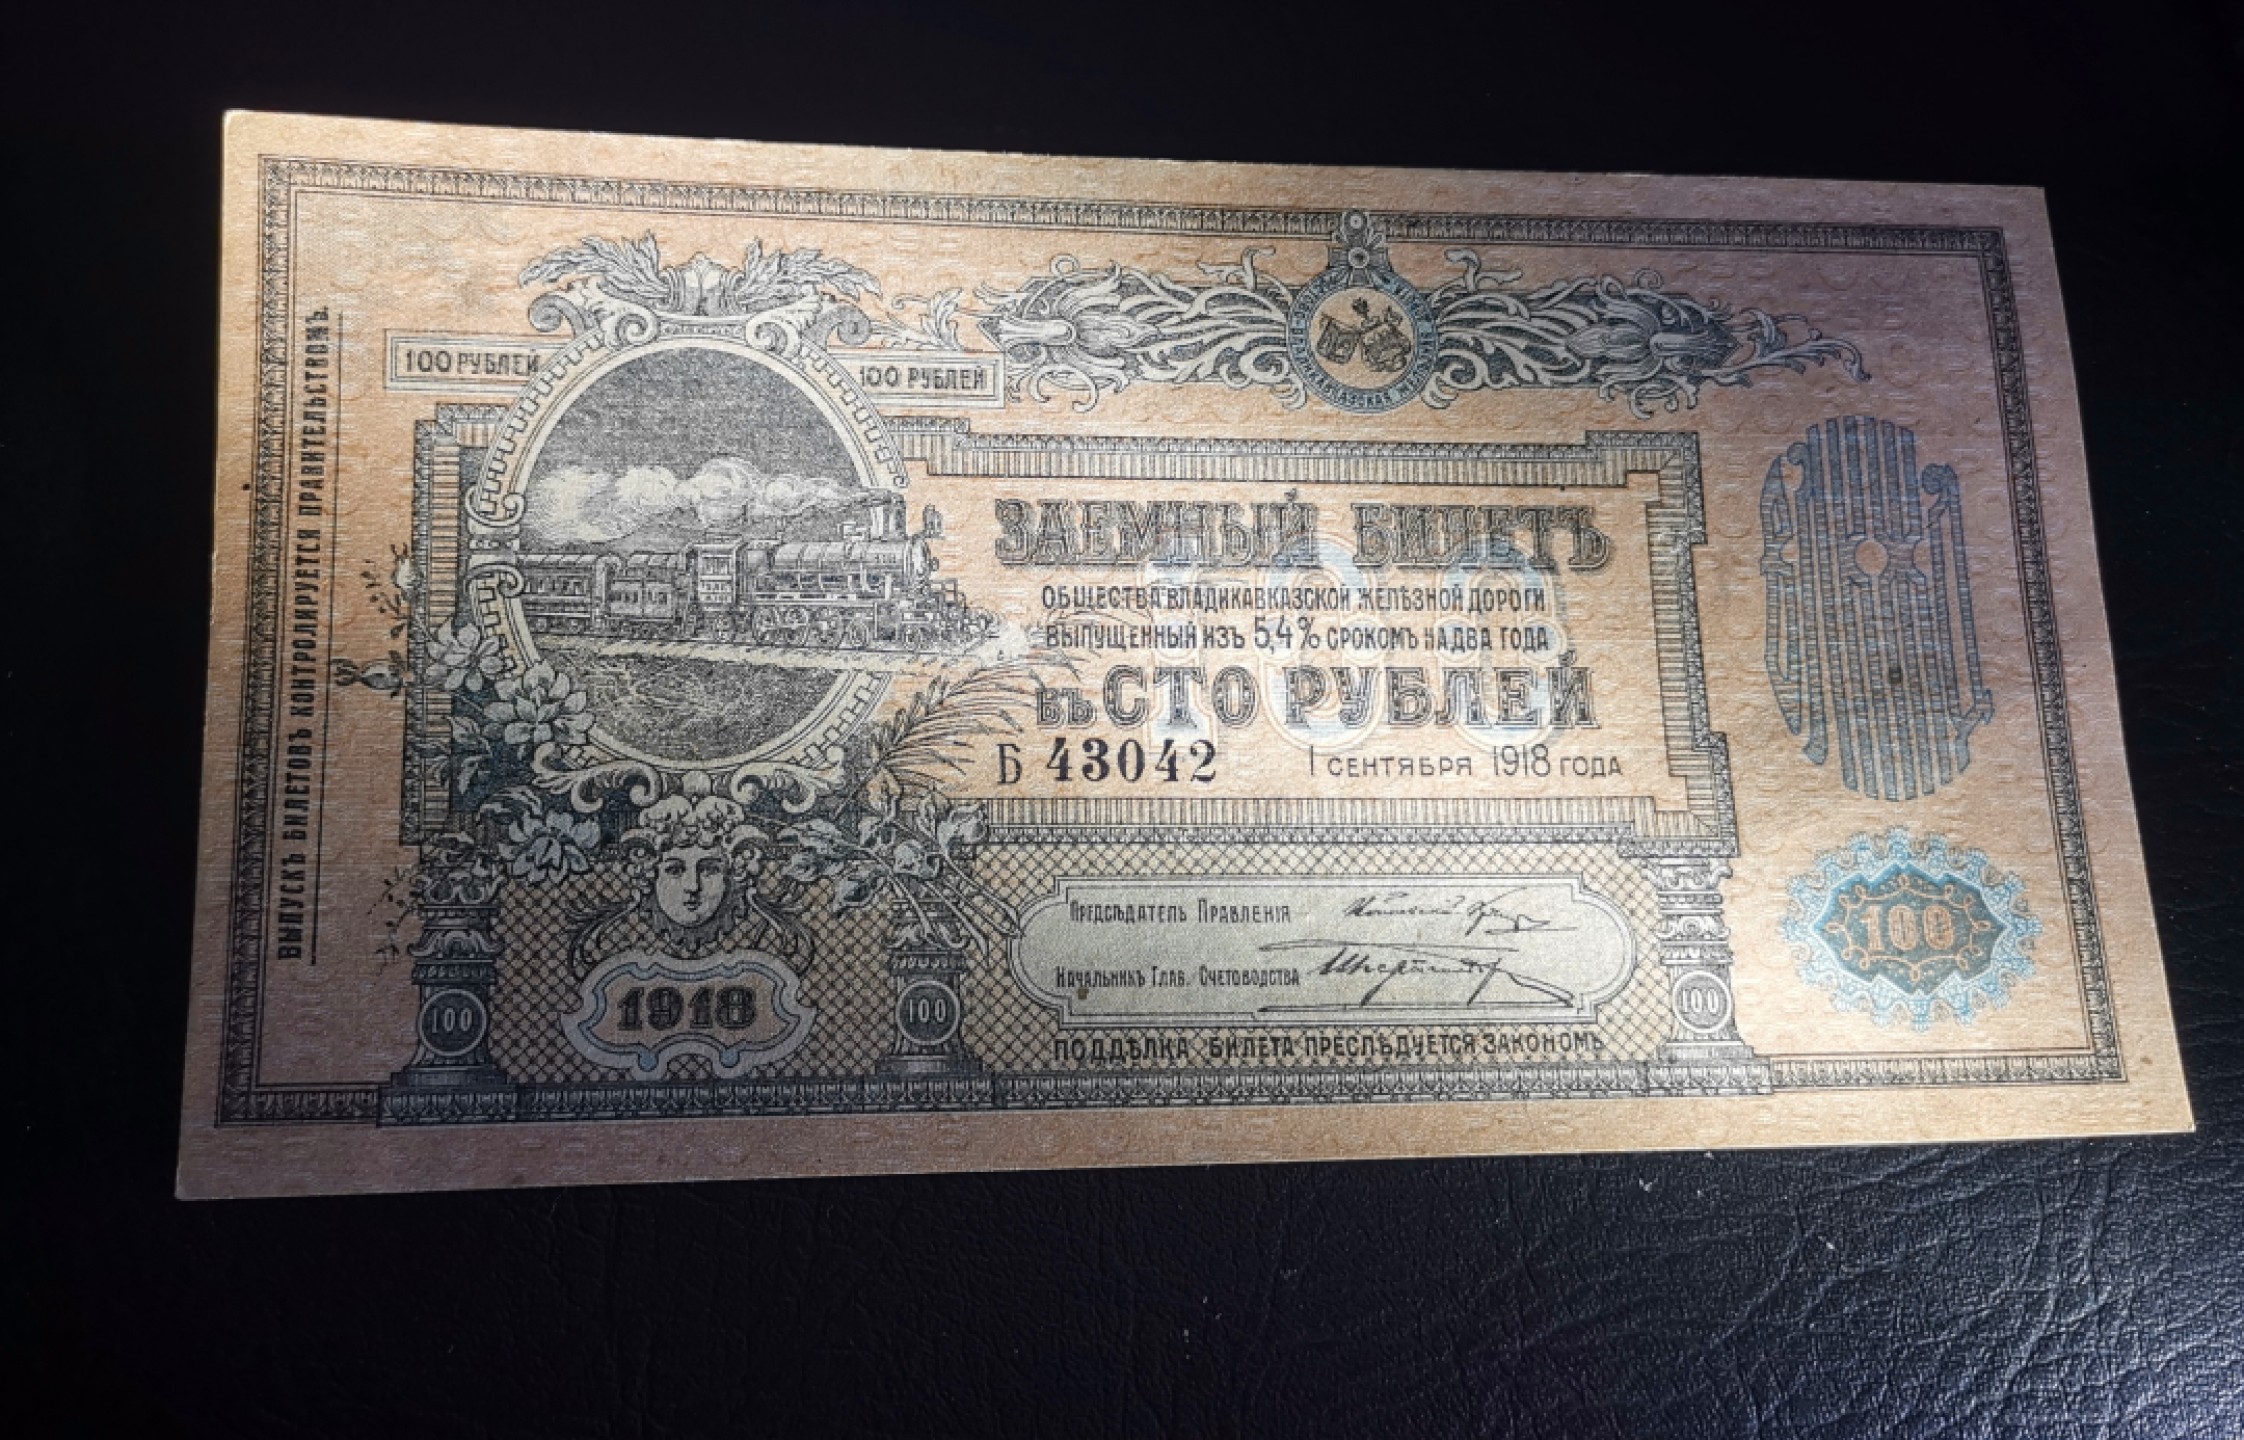 ВЫПУСКЪ БИЛЕТОВЪ КОНТРОЛИРУЕТСЯ ПРАВИТЕЛЬСТВОМЪ.
100 РУБЛЕЙ
100 РУБЛЕЙ
ЗАЕМНЫЙ БИЛЕТЪ
100
ОБЩЕСТВА ВЛАДИКАВКАЗСКОЙ ЖЕЛѢЗНОЙ ДОРОГИ
ВЫПУЩЕННЫЙ ИЗЪ 5,4% СРОКОМЪ НА ДВА ГОДА
ВЪ СТО РУБЛЕЙ
Б 43042
1 СЕНТЯБРЯ 1918 ГОДА
ПРЕДСѢДАТЕЛЬ ПРАВЛЕНІЯ
НАЧАЛЬНИКЪ ГЛАВ. СЧЕТОВОДСТВА
ПОДДѢЛКА БИЛЕТА ПРЕСЛѢДУЕТСЯ ЗАКОНОМЪ
1918
100
100
100
100